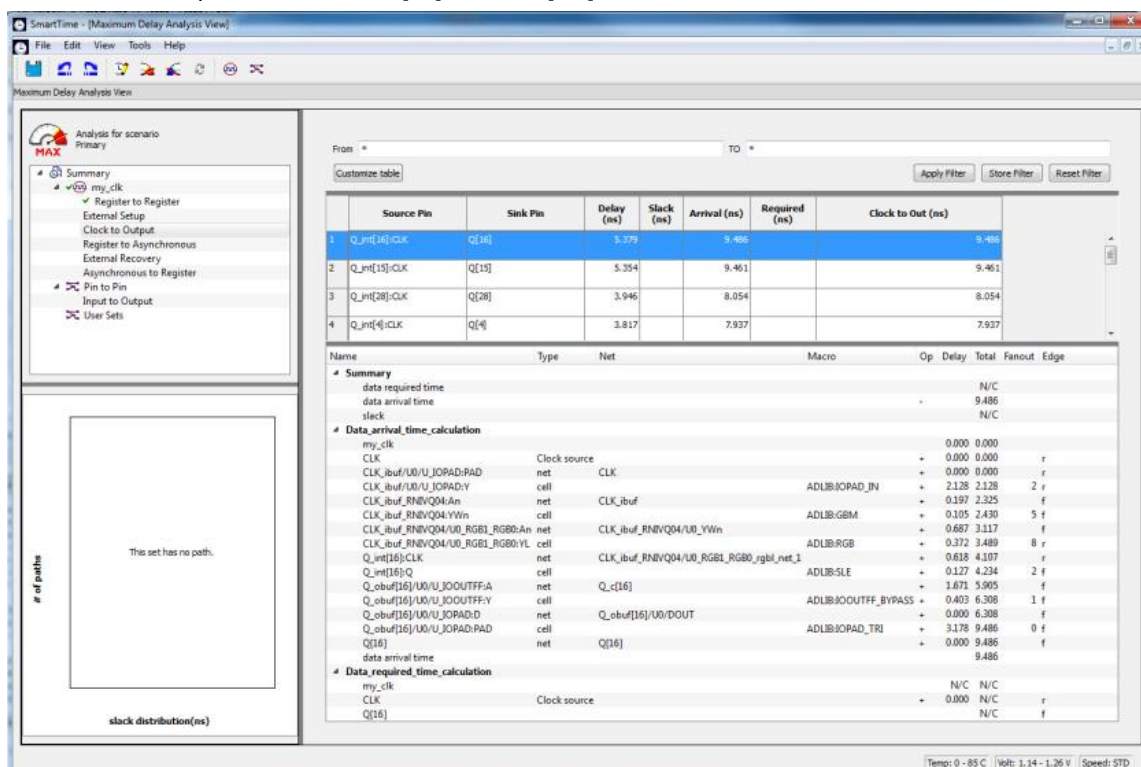 SmartTime - [Maximum Delay Analysis View]
File Edit View Tools Help
Maximum Delay Analysis View
MAX
Analysis for scenario
Primary
Summary
my_clk
Register to Register
External Setup
Clock to Output
Register to Asynchronous
External Recovery
Asynchronous to Register
Pin to Pin
Input to Output
User Sets
From *
TO *
Customize table
Apply Filter Store Filter Reset Filter
Source Pin Sink Pin Delay (ns) Slack (ns) Arrival (ns) Required (ns) Clock to Out (ns)
1 Q_int[16]:CLK Q[16] 5.379 9.486 9.486
2 Q_int[15]:CLK Q[15] 5.354 9.461 9.461
3 Q_int[28]:CLK Q[28] 3.946 8.054 8.054
4 Q_int[4]:CLK Q[4] 3.817 7.937 7.937
Name Type Net Macro Op Delay Total Fanout Edge
Summary
data required time N/C
data arrival time - 9.486
slack N/C
Data_arrival_time_calculation
my_clk 0.000 0.000
CLK Clock source + 0.000 0.000 r
CLK_ibuf/U0/U_IOPAD:PAD net CLK + 0.000 0.000 r
CLK_ibuf/U0/U_IOPAD:Y cell ADLIB:IOPAD_IN + 2.128 2.128 2 r
CLK_ibuf_RNIVQ04:An net CLK_ibuf + 0.197 2.325 f
CLK_ibuf_RNIVQ04:YWn cell ADLIB:GBM + 0.105 2.430 5 f
CLK_ibuf_RNIVQ04/U0_RGB1_RGB0:An net CLK_ibuf_RNIVQ04/U0_YWn + 0.687 3.117 f
CLK_ibuf_RNIVQ04/U0_RGB1_RGB0:YL cell ADLIB:RGB + 0.372 3.489 8 r
Q_int[16]:CLK net CLK_ibuf_RNIVQ04/U0_RGB1_RGB0_rgbl_net_1 + 0.618 4.107 r
Q_int[16]:Q cell ADLIB:SLE + 0.127 4.234 2 f
Q_obuf[16]/U0/U_IOOUTFF:A net Q_c[16] + 1.671 5.905 f
Q_obuf[16]/U0/U_IOOUTFF:Y cell ADLIB:IOOUTFF_BYPASS + 0.403 6.308 1 f
Q_obuf[16]/U0/U_IOPAD:D net Q_obuf[16]/U0/DOUT + 0.000 6.308 f
Q_obuf[16]/U0/U_IOPAD:PAD cell ADLIB:IOPAD_TRI + 3.178 9.486 0 f
Q[16] net Q[16] + 0.000 9.486 f
data arrival time 9.486
Data_required_time_calculation
my_clk N/C N/C
CLK Clock source + 0.000 N/C r
Q[16] N/C f
# of paths
This set has no path.
slack distribution(ns)
Temp: 0 - 85 C Volt: 1.14 - 1.26 V Speed: STD